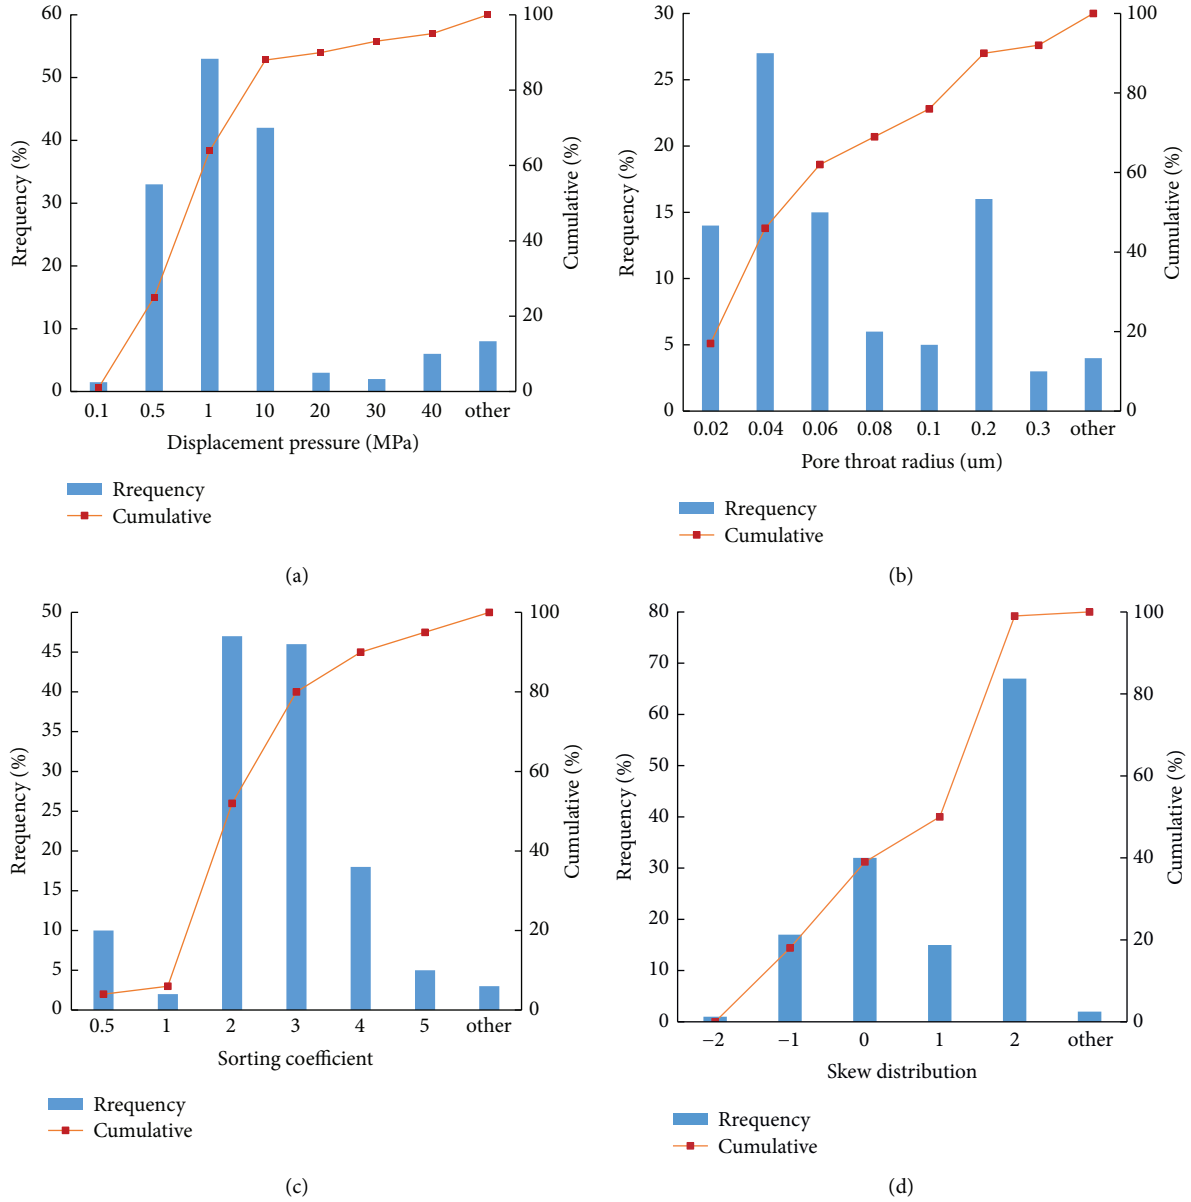 60
50
40
30
20
10
0
Rrequency (%)
100
80
60
40
20
0
Cumulative (%)
0.1 0.5 1 10 20 30 40 other
Displacement pressure (MPa)
Rrequency
Cumulative
(a)
30
25
20
15
10
5
0
Rrequency (%)
100
80
60
40
20
0
Cumulative (%)
0.02 0.04 0.06 0.08 0.1 0.2 0.3 other
Pore throat radius (um)
Rrequency
Cumulative
(b)
50
45
40
35
30
25
20
15
10
5
0
Rrequency (%)
100
80
60
40
20
0
Cumulative (%)
0.5 1 2 3 4 5 other
Sorting coefficient
Rrequency
Cumulative
(c)
80
70
60
50
40
30
20
10
0
Rrequency (%)
100
80
60
40
20
0
Cumulative (%)
−2 −1 0 1 2 other
Skew distribution
Rrequency
Cumulative
(d)